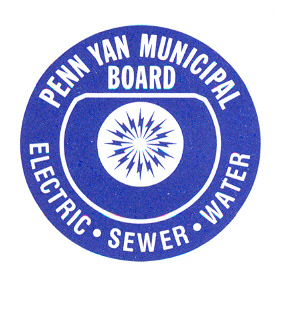 PENN YAN MUNICIPAL
BOARD
ELECTRIC • SEWER • WATER